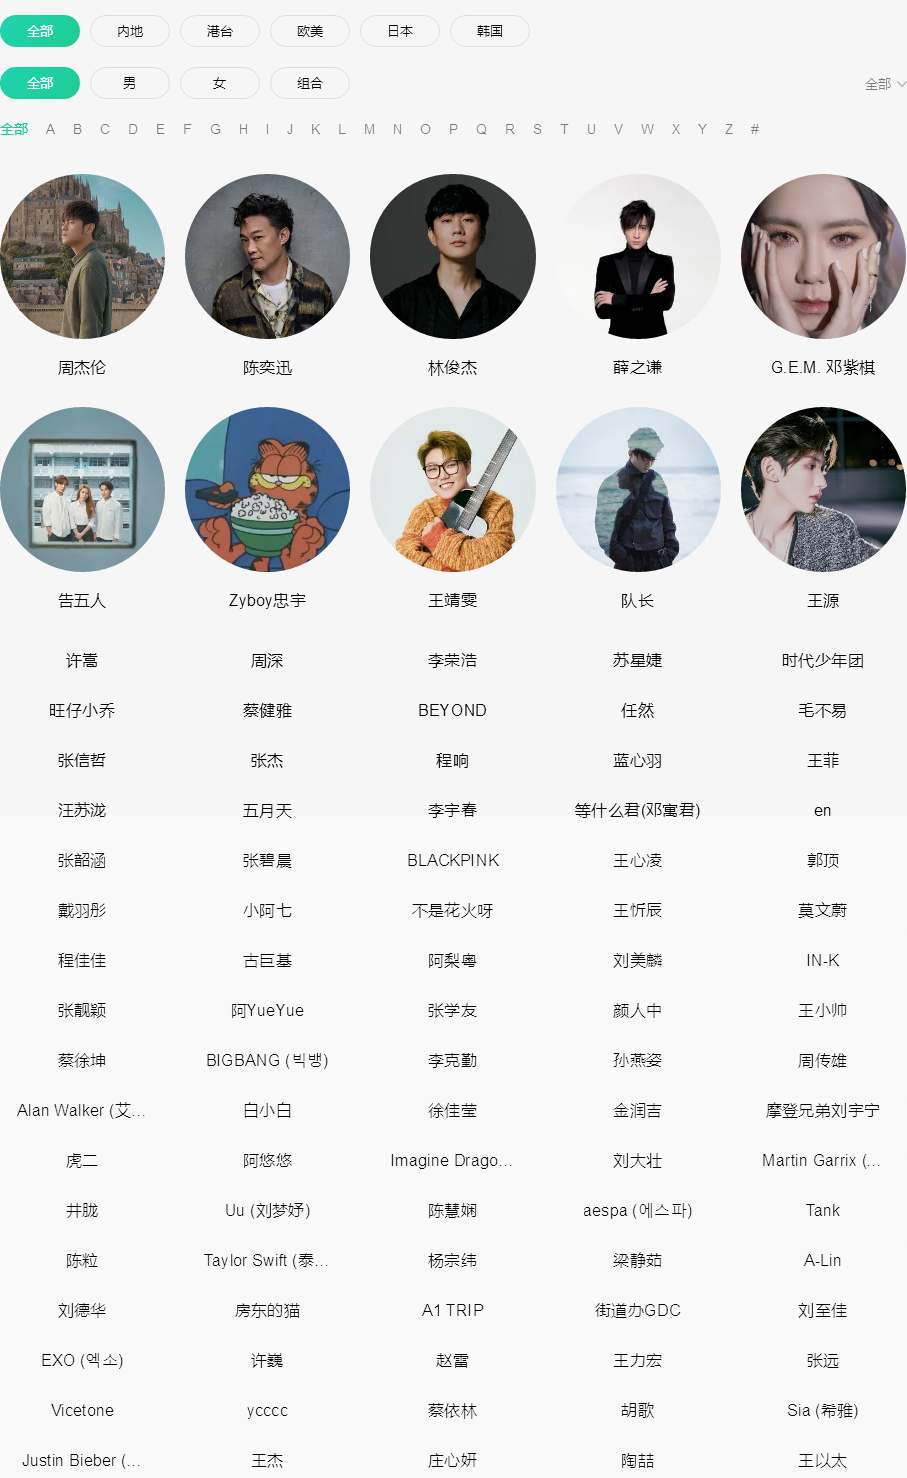 全部 内地 港台 欧美 日本 韩国
全部 男 女 组合 全部
全部 A B C D E F G H I J K L M N O P Q R S T U V W X Y Z #
周杰伦 陈奕迅 林俊杰 薛之谦 G.E.M. 邓紫棋
告五人 Zyboy忠宇 王靖雯 队长 王源
许嵩 周深 李荣浩 苏星婕 时代少年团
旺仔小乔 蔡健雅 BEYOND 任然 毛不易
张信哲 张杰 程响 蓝心羽 王菲
汪苏泷 五月天 李宇春 等什么君(邓寓君) en
张韶涵 张碧晨 BLACKPINK 王心凌 郭顶
戴羽彤 小阿七 不是花火呀 王忻辰 莫文蔚
程佳佳 古巨基 阿梨粤 刘美麟 IN-K
张靓颖 阿YueYue 张学友 颜人中 王小帅
蔡徐坤 BIGBANG (빅뱅) 李克勤 孙燕姿 周传雄
Alan Walker (艾... 白小白 徐佳莹 金润吉 摩登兄弟刘宇宁
虎二 阿悠悠 Imagine Drago... 刘大壮 Martin Garrix (...
井胧 Uu (刘梦妤) 陈慧娴 aespa (에스파) Tank
陈粒 Taylor Swift (泰... 杨宗纬 梁静茹 A-Lin
刘德华 房东的猫 A1 TRIP 街道办GDC 刘至佳
EXO (엑소) 许巍 赵雷 王力宏 张远
Vicetone ycccc 蔡依林 胡歌 Sia (希雅)
Justin Bieber (... 王杰 庄心妍 陶喆 王以太